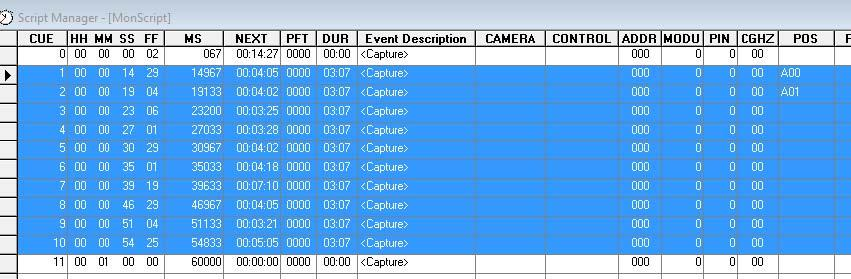 Script Manager - [MonScript]
CUE HH MM SS FF MS NEXT PFT DUR Event Description CAMERA CONTROL ADDR MODU PIN CGHZ POS F
0 00 00 00 02 067 00:14:27 0000 00:00 <Capture> 000 0 0 00
1 00 00 14 29 14967 00:04:05 0000 03:07 <Capture> 000 0 0 00 A00
2 00 00 19 04 19133 00:04:02 0000 03:07 <Capture> 000 0 0 00 A01
3 00 00 23 06 23200 00:03:25 0000 03:07 <Capture> 000 0 0 00
4 00 00 27 01 27033 00:03:28 0000 03:07 <Capture> 000 0 0 00
5 00 00 30 29 30967 00:04:02 0000 03:07 <Capture> 000 0 0 00
6 00 00 35 01 35033 00:04:18 0000 03:07 <Capture> 000 0 0 00
7 00 00 39 19 39633 00:07:10 0000 03:07 <Capture> 000 0 0 00
8 00 00 46 29 46967 00:04:05 0000 03:07 <Capture> 000 0 0 00
9 00 00 51 04 51133 00:03:21 0000 03:07 <Capture> 000 0 0 00
10 00 00 54 25 54833 00:05:05 0000 03:07 <Capture> 000 0 0 00
11 00 01 00 00 60000 00:00:00 0000 00:00 <Capture> 000 0 0 00